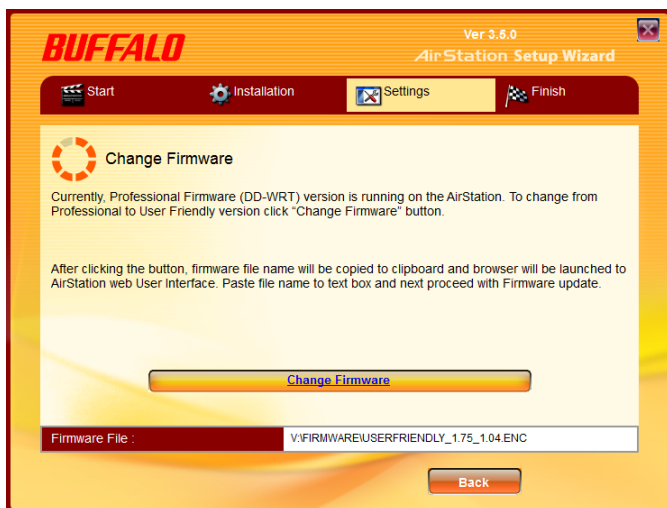 BUFFALO
Ver 3.5.0
AirStation Setup Wizard
Start
Installation
Settings
Finish
Change Firmware
Currently, Professional Firmware (DD-WRT) version is running on the AirStation. To change from
Professional to User Friendly version click "Change Firmware" button.
After clicking the button, firmware file name will be copied to clipboard and browser will be launched to
AirStation web User Interface. Paste file name to text box and next proceed with Firmware update.
Change Firmware
Firmware File :
V:\FIRMWARE\USERFRIENDLY_1.75_1.04.ENC
Back